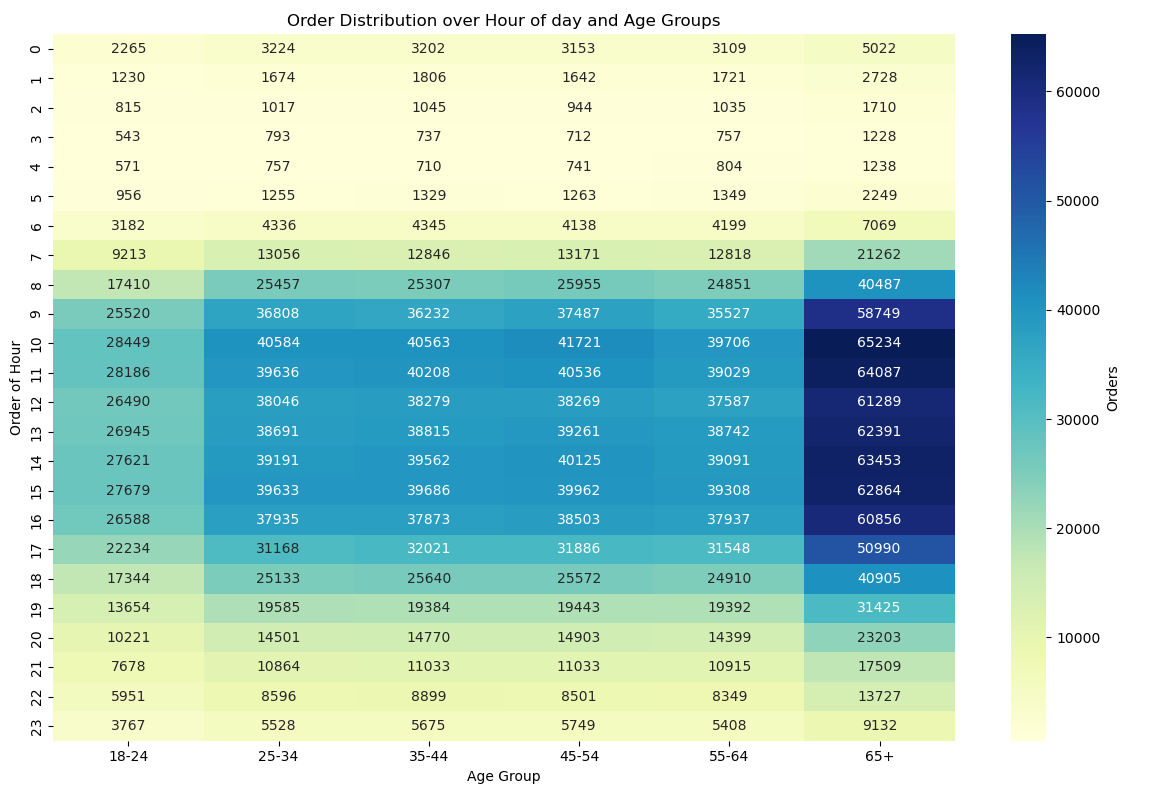 Order Distribution over Hour of day and Age Groups
0 2265 3224 3202 3153 3109 5022
1 1230 1674 1806 1642 1721 2728
2 815 1017 1045 944 1035 1710
3 543 793 737 712 757 1228
4 571 757 710 741 804 1238
5 956 1255 1329 1263 1349 2249
6 3182 4336 4345 4138 4199 7069
7 9213 13056 12846 13171 12818 21262
8 17410 25457 25307 25955 24851 40487
9 25520 36808 36232 37487 35527 58749
10 28449 40584 40563 41721 39706 65234
11 28186 39636 40208 40536 39029 64087
12 26490 38046 38279 38269 37587 61289
13 26945 38691 38815 39261 38742 62391
14 27621 39191 39562 40125 39091 63453
15 27679 39633 39686 39962 39308 62864
16 26588 37935 37873 38503 37937 60856
17 22234 31168 32021 31886 31548 50990
18 17344 25133 25640 25572 24910 40905
19 13654 19585 19384 19443 19392 31425
20 10221 14501 14770 14903 14399 23203
21 7678 10864 11033 11033 10915 17509
22 5951 8596 8899 8501 8349 13727
23 3767 5528 5675 5749 5408 9132
18-24 25-34 35-44 45-54 55-64 65+
Age Group
Order of Hour
60000
50000
40000
30000
20000
10000
Orders